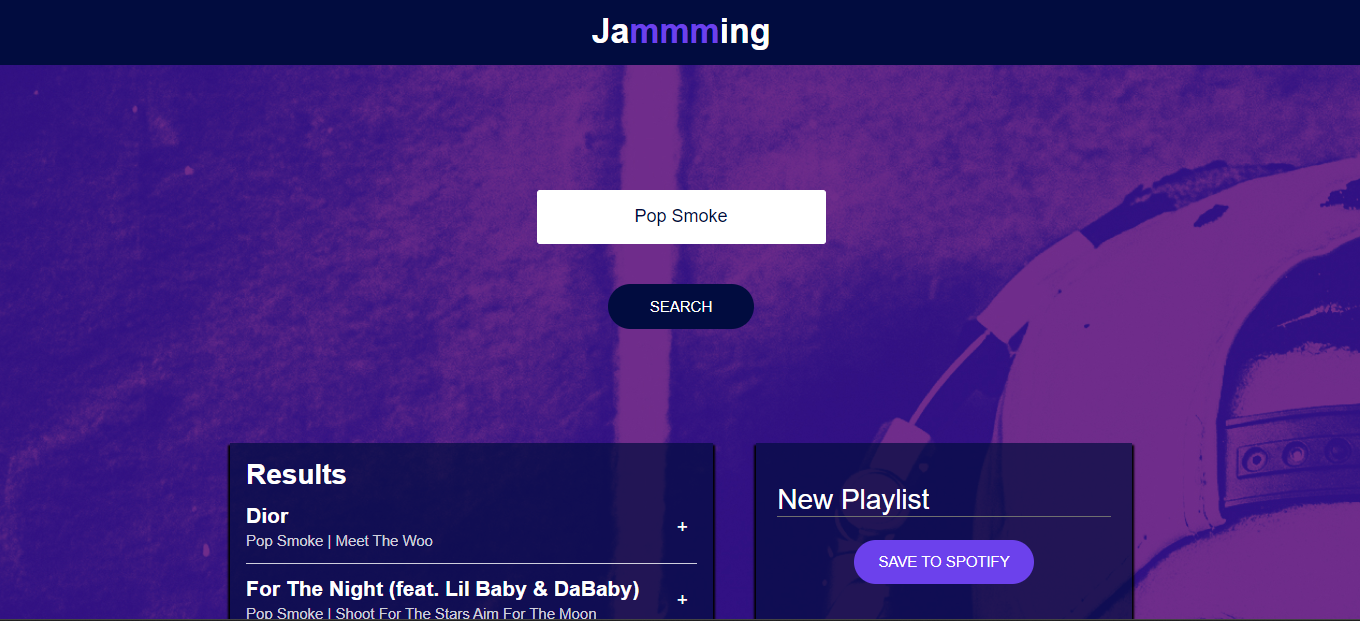 Jammming
Pop Smoke
SEARCH
Results
Dior
Pop Smoke | Meet The Woo
+
For The Night (feat. Lil Baby & DaBaby)
Pop Smoke | Shoot For The Stars Aim For The Moon
+
New Playlist
SAVE TO SPOTIFY